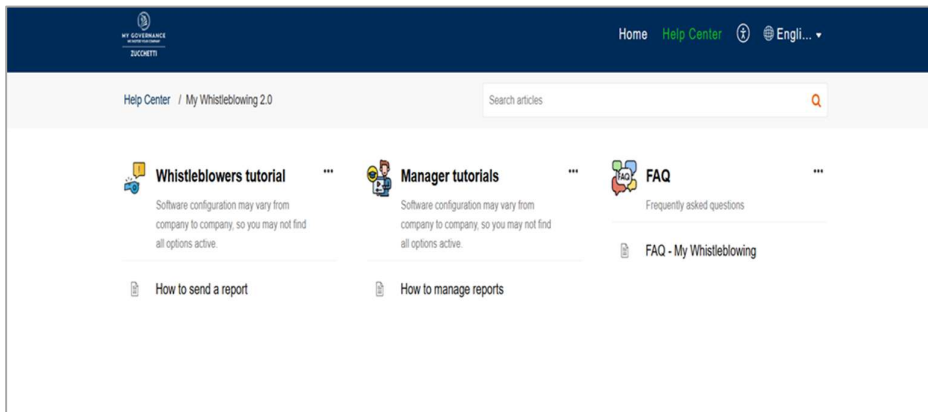 MY GOVERNANCE
ZUCCHETTI
Home Help Center Engli...
Help Center / My Whistleblowing 2.0
Search articles
Whistleblowers tutorial ...
Software configuration may vary from
company to company, so you may not find
all options active.
How to send a report
Manager tutorials ...
Software configuration may vary from
company to company, so you may not find
all options active.
How to manage reports
FAQ
FAQ ...
Frequently asked questions
FAQ - My Whistleblowing